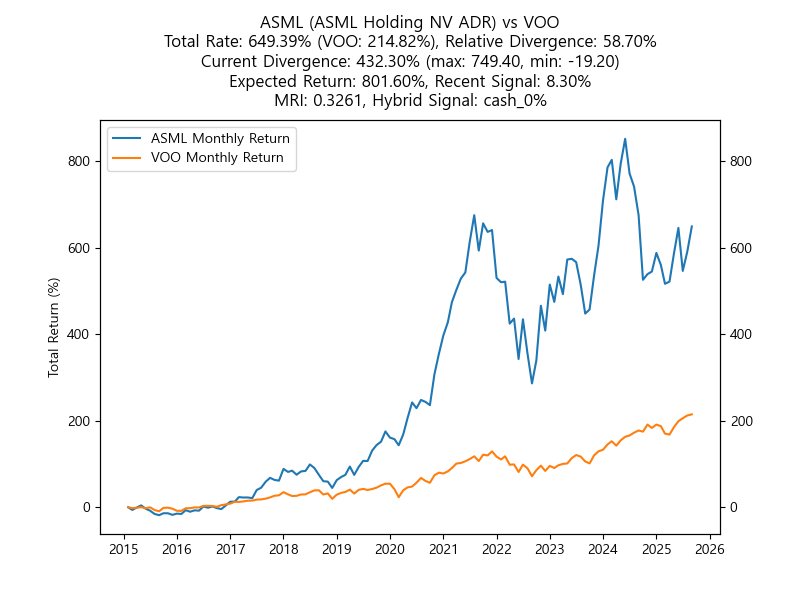 ASML (ASML Holding NV ADR) vs VOO
Total Rate: 649.39% (VOO: 214.82%), Relative Divergence: 58.70%
Current Divergence: 432.30% (max: 749.40, min: -19.20)
Expected Return: 801.60%, Recent Signal: 8.30%
MRI: 0.3261, Hybrid Signal: cash_0%
ASML Monthly Return
VOO Monthly Return
Total Return (%)
800
600
400
200
0
800
600
400
200
0
2015 2016 2017 2018 2019 2020 2021 2022 2023 2024 2025 2026